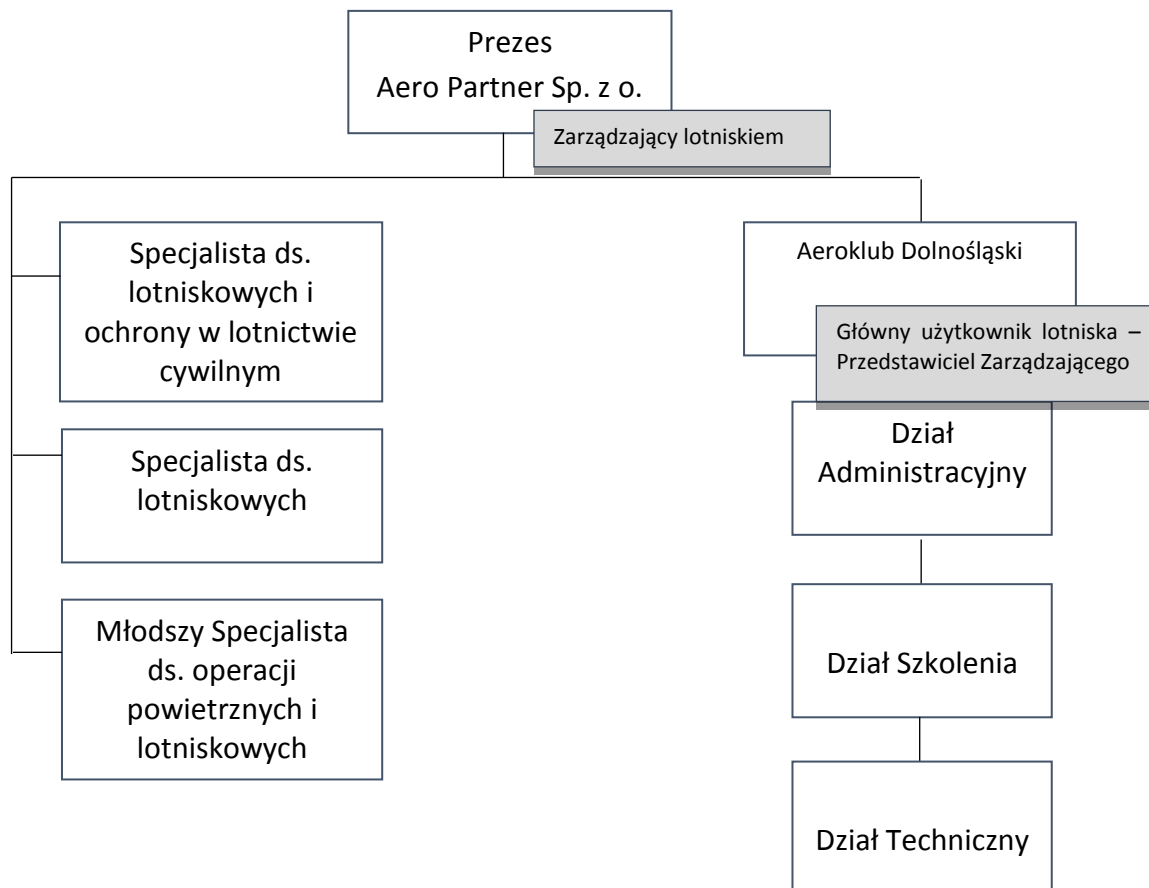 Prezes
Aero Partner Sp. z o.
Zarządzający lotniskiem
Specjalista ds.
lotniskowych i
ochrony w lotnictwie
cywilnym
Specjalista ds.
lotniskowych
Młodszy Specjalista
ds. operacji
powietrznych i
lotniskowych
Aeroklub Dolnośląski
Główny użytkownik lotniska –
Przedstawiciel Zarządzającego
Dział
Administracyjny
Dział Szkolenia
Dział Techniczny